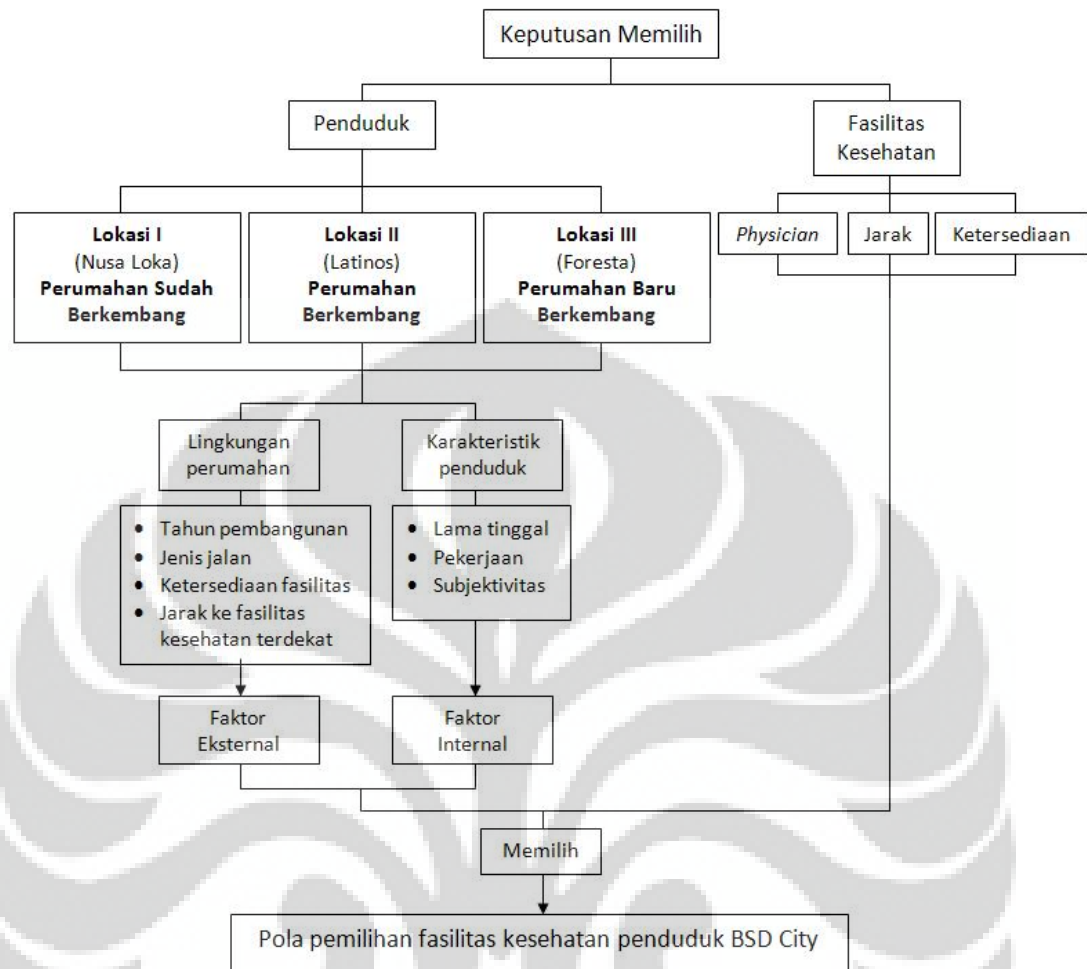 Keputusan Memilih
Penduduk
Fasilitas
Kesehatan
Lokasi I
(Nusa Loka)
Perumahan Sudah
Berkembang
Lokasi II
(Latinos)
Perumahan
Berkembang
Lokasi III
(Foresta)
Perumahan Baru
Berkembang
Physician
Jarak
Ketersediaan
Lingkungan
perumahan
Karakteristik
penduduk
• Tahun pembangunan
• Jenis jalan
• Ketersediaan fasilitas
• Jarak ke fasilitas
kesehatan terdekat
• Lama tinggal
• Pekerjaan
• Subjektivitas
Faktor
Eksternal
Faktor
Internal
Memilih
Pola pemilihan fasilitas kesehatan penduduk BSD City